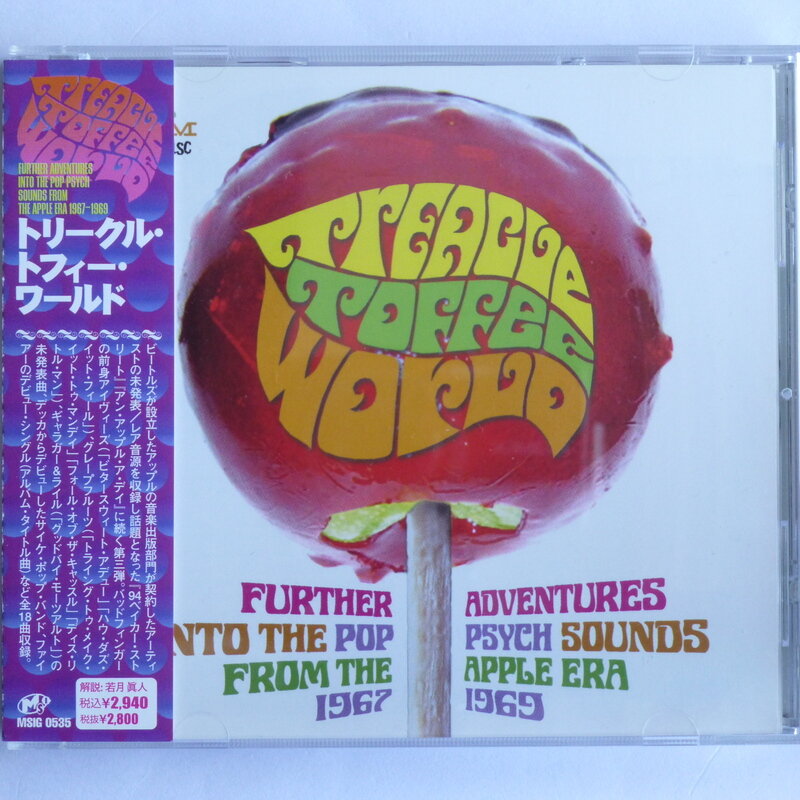 TREACLE
TOFFEE
WORLD
FURTHER ADVENTURES
INTO THE POP PSYCH
SOUNDS FROM
THE APPLE ERA 1967-1969
トリークル・
トフィー・
ワールド
ビートルズが設立したアップルの音楽出版部門が契約したアーティ
ストの未発表/レア音源を収録し話題となった「94ベイカー・スト
リート」「アン・アップル・ア・デイ」に続く第三弾。バッドフィンガー
の前身アイヴィーズ(「ビタースウィート・アデュー」「ハウ・ダズ・
イット・フィール」)、グレープフルーツ(「トライング・トゥ・メイク・
イット・トゥ・マンデイ」「フォール・オブ・ザ・キャッスル」「コティス・リ
トル・マン」)、ギャラガー&ライル(「グッドバイ・モーツアルト」)の
未発表曲、デッカからデビューしたサイケ・ポップ・バンド、ファイ
アーのデビュー・シングル(アルバム・タイトル曲)など全18曲収録。
MSIG 0535
解説:若月眞人
税込¥2,940
税抜¥2,800
TREACLE
TOFFEE
WORLD
FURTHER ADVENTURES
NTO THE POP PSYCH SOUNDS
FROM THE APPLE ERA
1967 1969